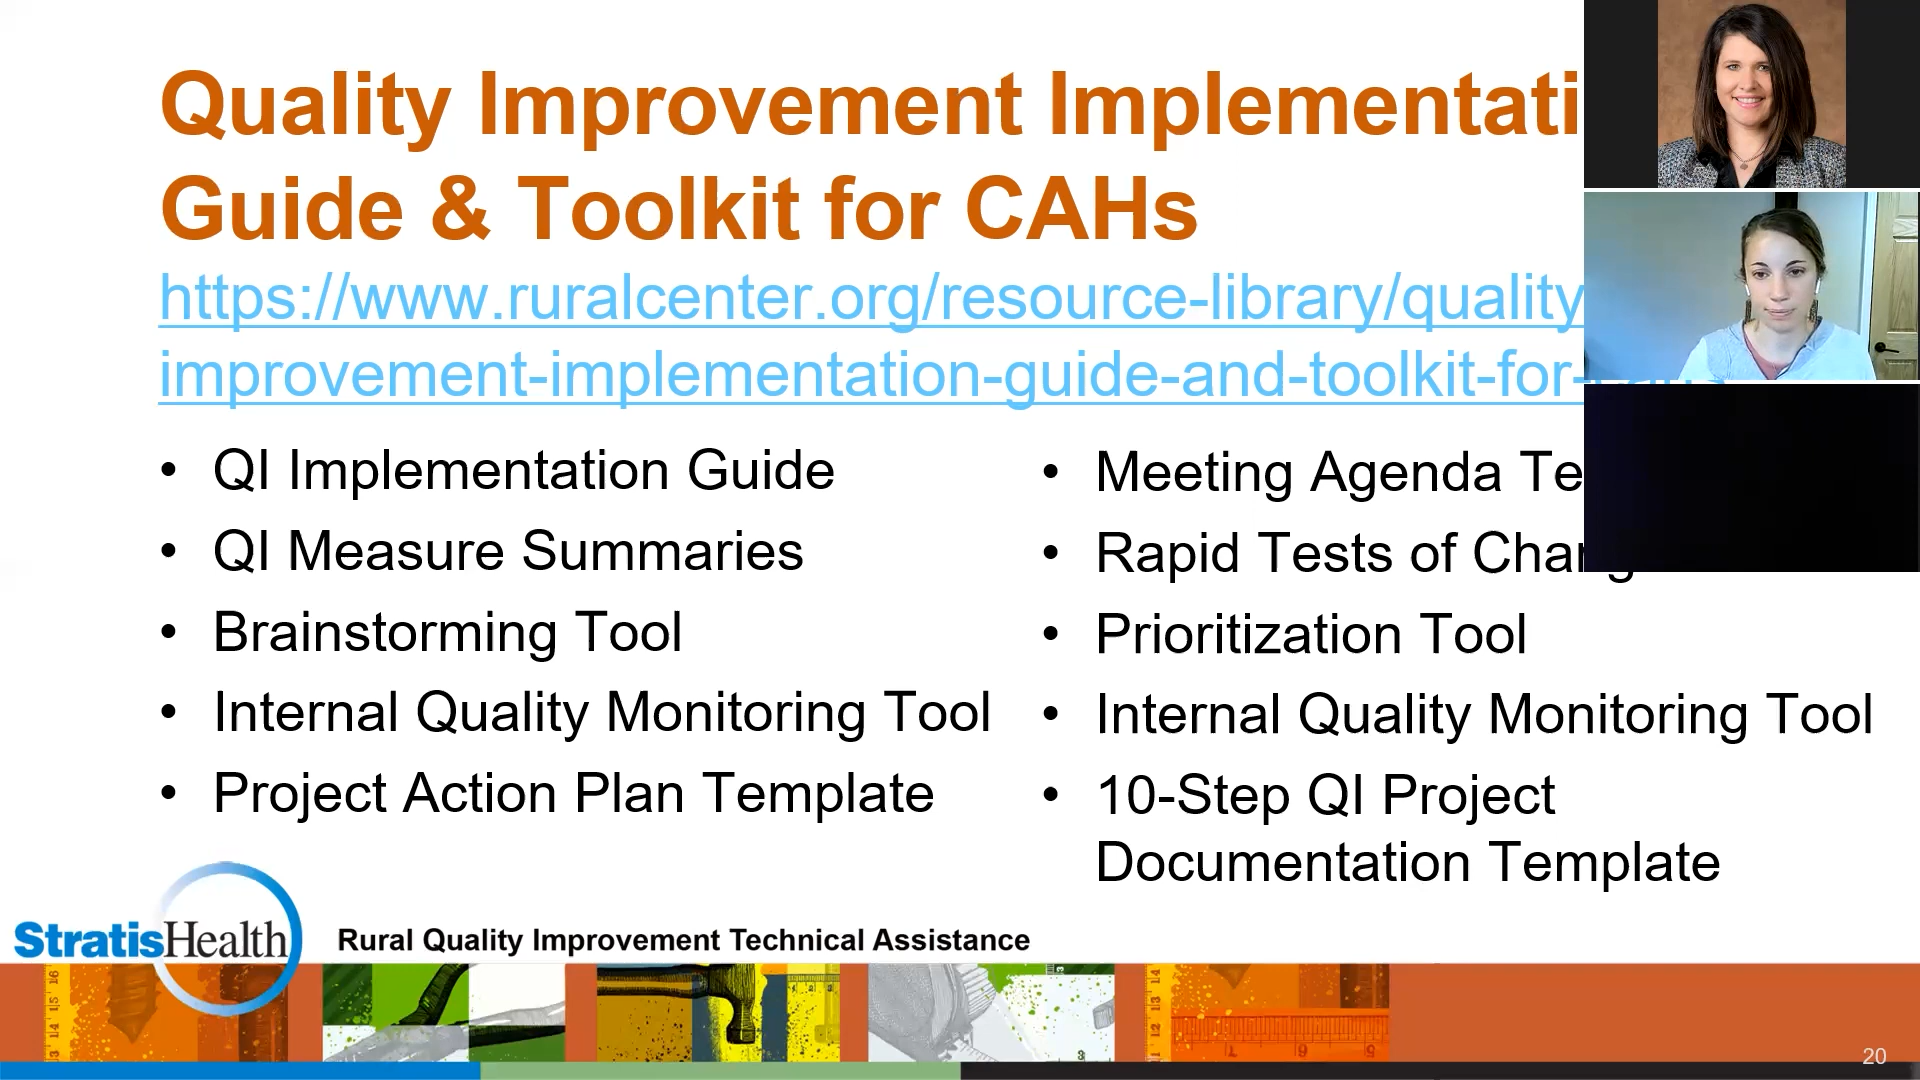 Quality Improvement Implementati
Guide & Toolkit for CAHs
https://www.ruralcenter.org/resource-library/quality
improvement-implementation-guide-and-toolkit-for-
• QI Implementation Guide
• QI Measure Summaries
• Brainstorming Tool
• Internal Quality Monitoring Tool
• Project Action Plan Template
• Meeting Agenda Te
• Rapid Tests of Chang
• Prioritization Tool
• Internal Quality Monitoring Tool
• 10-Step QI Project
Documentation Template
StratisHealth
Rural Quality Improvement Technical Assistance
20